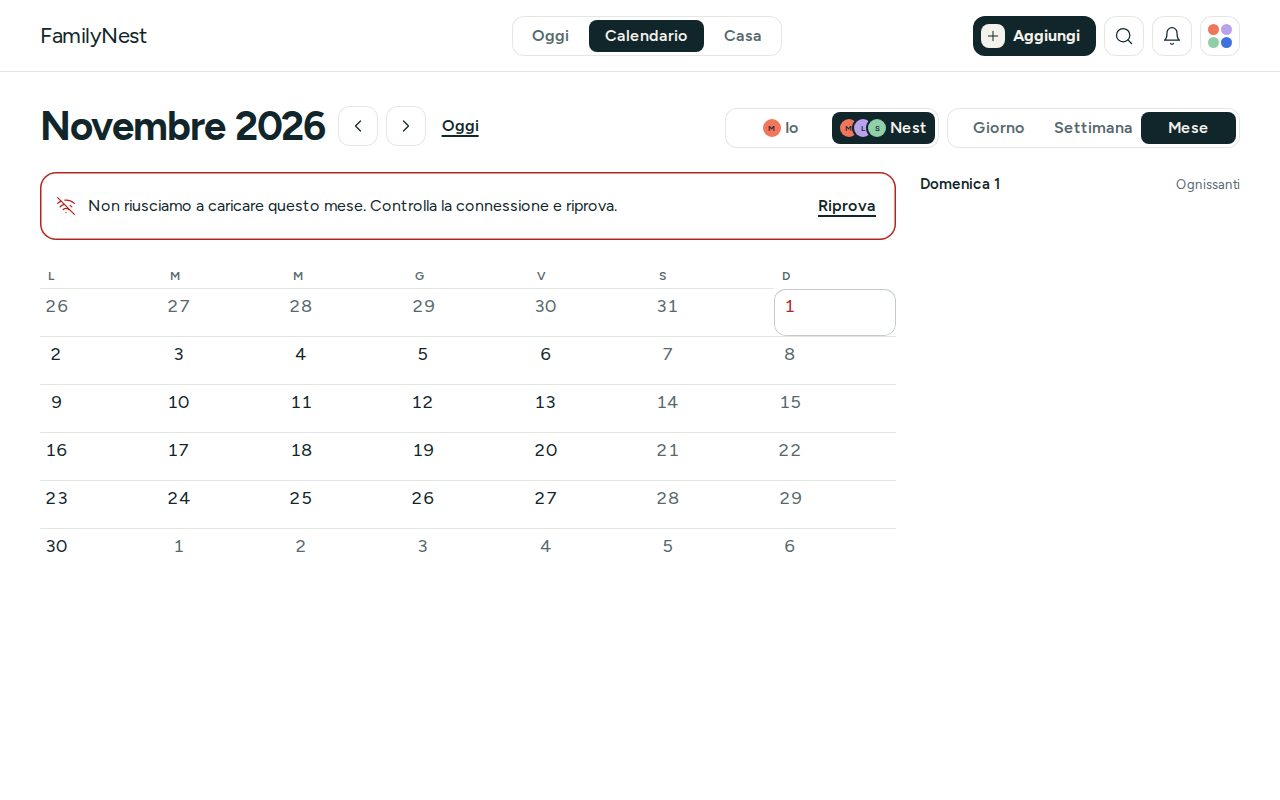 FamilyNest
Oggi Calendario Casa
Aggiungi
Novembre 2026
Oggi
M Io
M L S Nest
Giorno Settimana Mese
Non riusciamo a caricare questo mese. Controlla la connessione e riprova.
Riprova
Domenica 1
Ognissanti
L M M G V S D
26 27 28 29 30 31 1
2 3 4 5 6 7 8
9 10 11 12 13 14 15
16 17 18 19 20 21 22
23 24 25 26 27 28 29
30 1 2 3 4 5 6